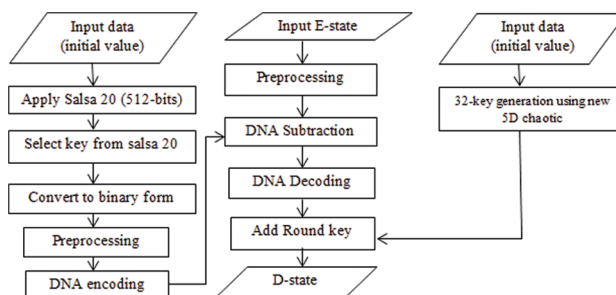 Input data
(initial value)
Apply Salsa 20 (512-bits)
Select key from salsa 20
Convert to binary form
Preprocessing
DNA encoding
Input E-state
Preprocessing
DNA Subtraction
DNA Decoding
Add Round key
D-state
Input data
(initial value)
32-key generation using new
5D chaotic